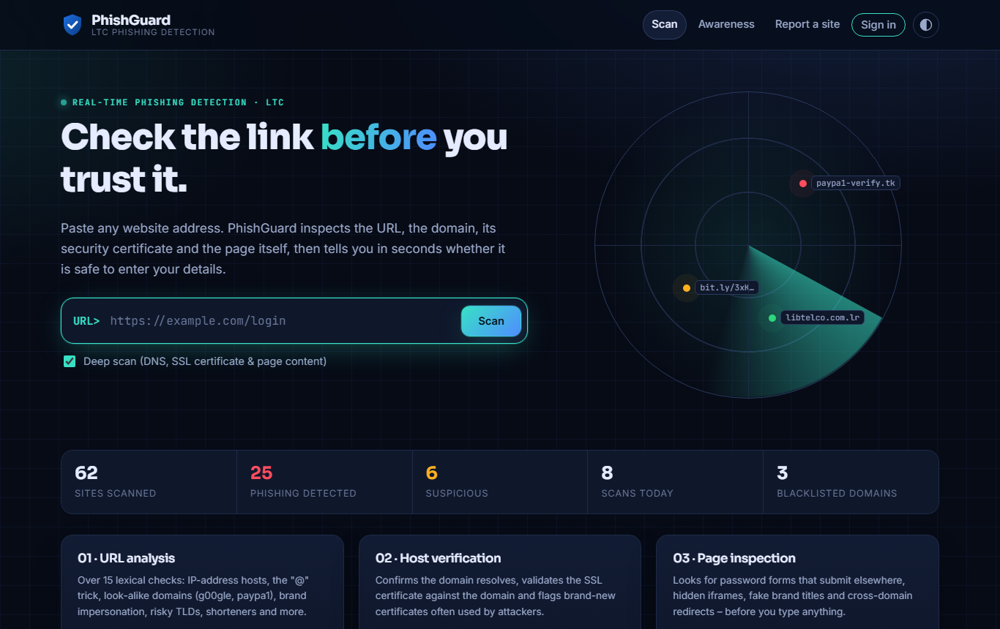 PhishGuard
LTC PHISHING DETECTION
Scan
Awareness
Report a site
Sign in
REAL-TIME PHISHING DETECTION · LTC
Check the link before you
trust it.
Paste any website address. PhishGuard inspects the URL, the domain, its
security certificate and the page itself, then tells you in seconds whether it
is safe to enter your details.
URL> https://example.com/login
Scan
Deep scan (DNS, SSL certificate & page content)
paypa1-verify.tk
bit.ly/3xK…
libtelco.com.lr
62
SITES SCANNED
25
PHISHING DETECTED
6
SUSPICIOUS
8
SCANS TODAY
3
BLACKLISTED DOMAINS
01 · URL analysis
Over 15 lexical checks: IP-address hosts, the "@"
trick, look-alike domains (g00gle, paypa1), brand
impersonation, risky TLDs, shorteners and more.
02 · Host verification
Confirms the domain resolves, validates the SSL
certificate against the domain and flags brand-new
certificates often used by attackers.
03 · Page inspection
Looks for password forms that submit elsewhere,
hidden iframes, fake brand titles and cross-domain
redirects – before you type anything.